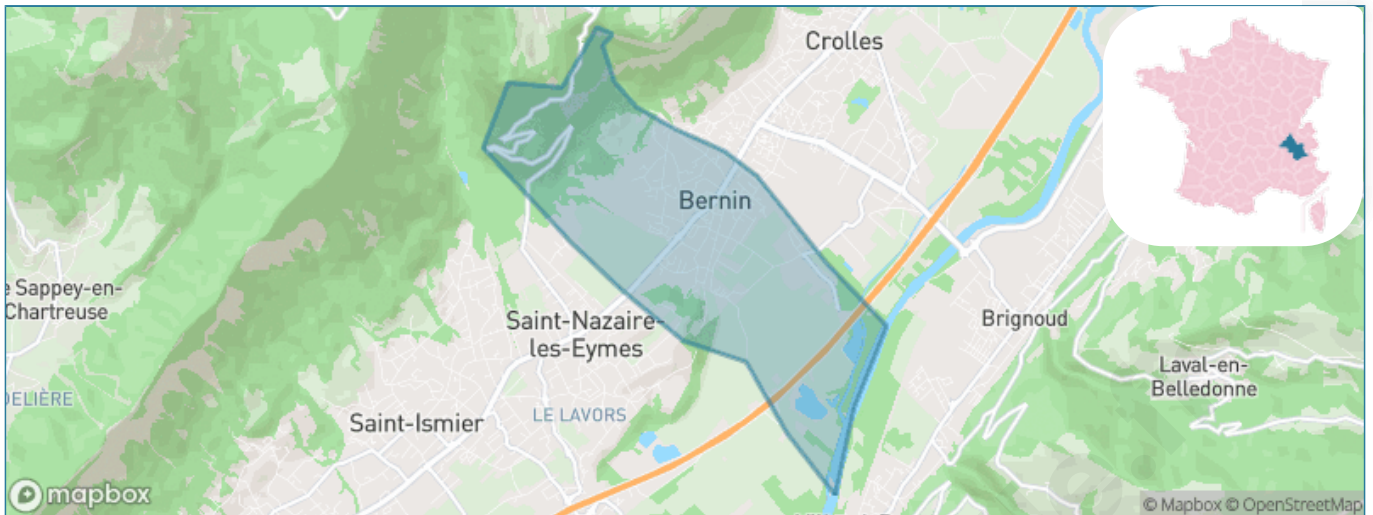 Crolles
Bernin
e Sappey-en-
Chartreuse
Saint-Nazaire-
les-Eymes
Brignoud
Laval-en-
Belledonne
DELIÈRE
LE LAVORS
Saint-Ismier
mapbox
© Mapbox © OpenStreetMap